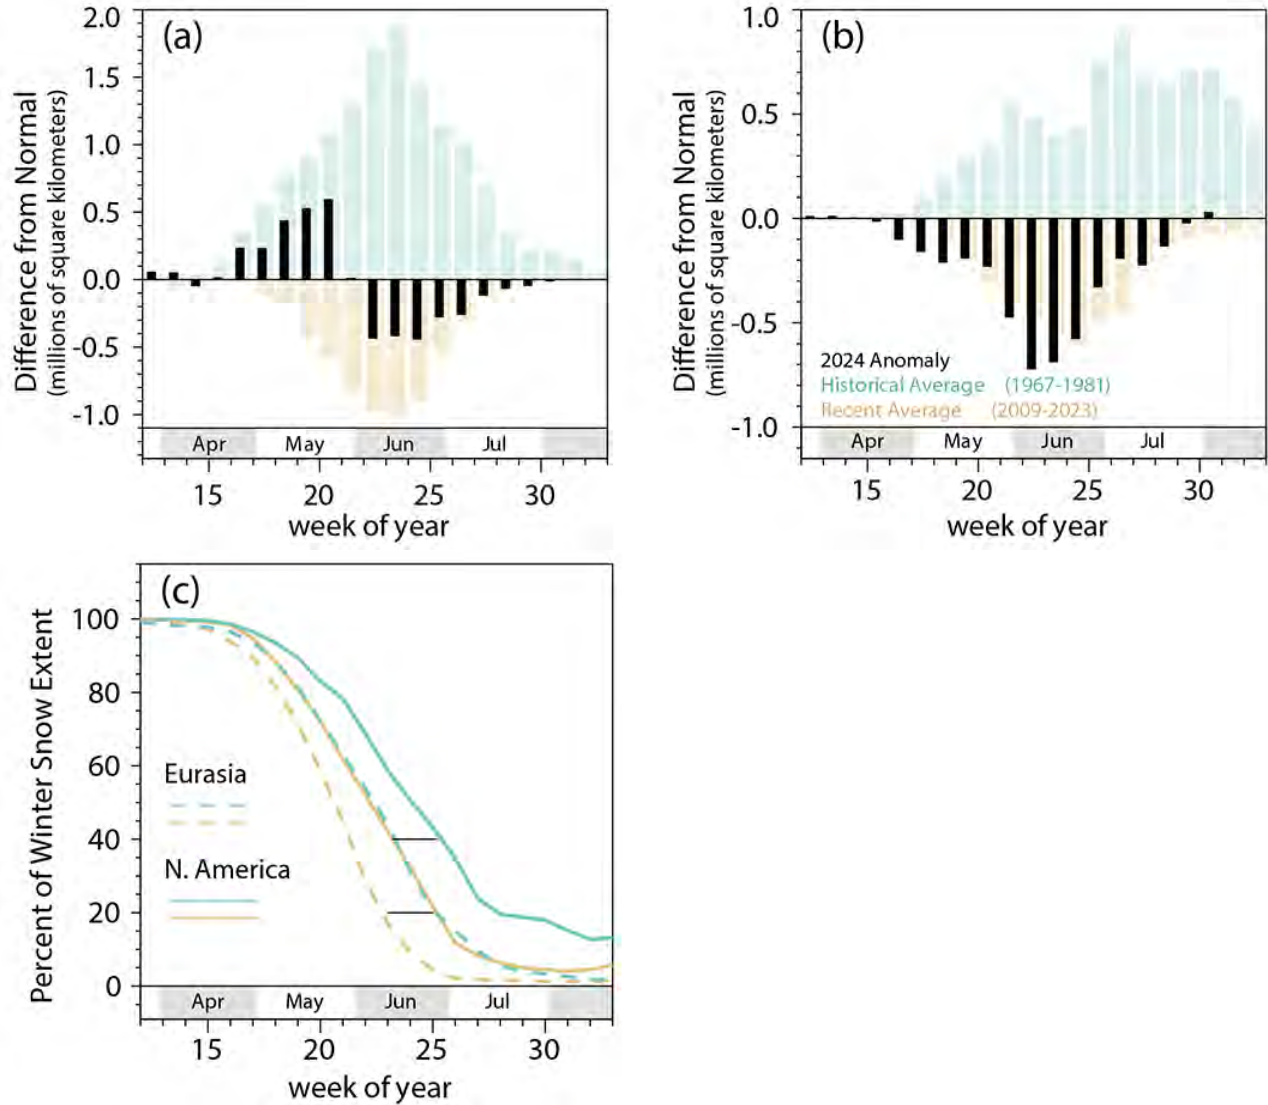 (a)
Difference from Normal
(millions of square kilometers)
2.0
1.5
1.0
0.5
0.0
-0.5
-1.0
Apr May Jun Jul
15 20 25 30
week of year
(b)
Difference from Normal
(millions of square kilometers)
1.0
0.5
0.0
-0.5
-1.0
2024 Anomaly
Historical Average (1967-1981)
Recent Average (2009-2023)
Apr May Jun Jul
15 20 25 30
week of year
(c)
Percent of Winter Snow Extent
100
80
60
40
20
0
Eurasia
N. America
Apr May Jun Jul
15 20 25 30
week of year